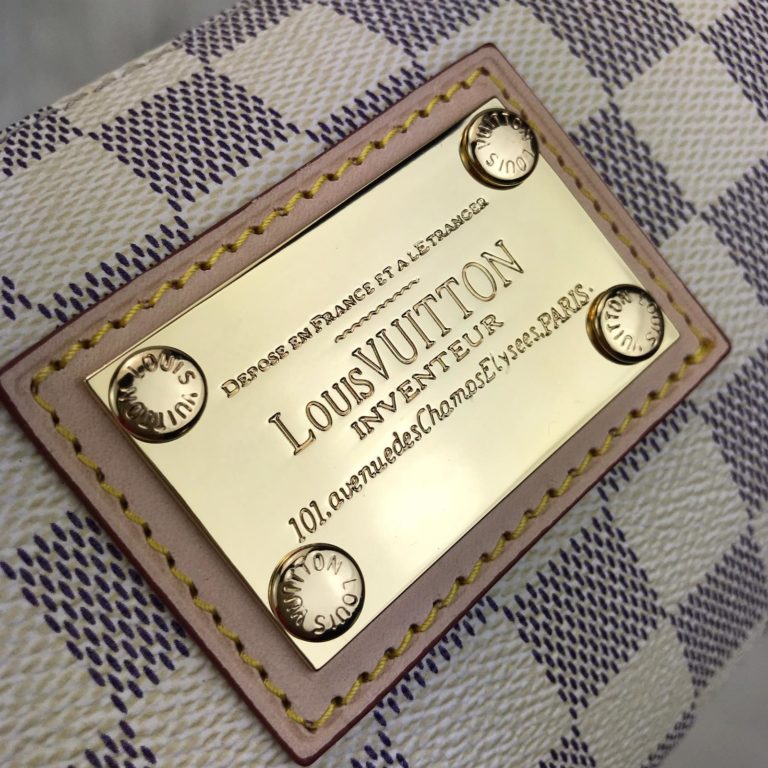 DEPOSE EN FRANCE ET A LETRANGER
LOUIS VUITTON
INVENTEUR
101, avenue des Champs Elysees, PARIS.
LOUIS VUITTON
LOUIS VUITTON
LOUIS VUITTON
LOUIS VUITTON